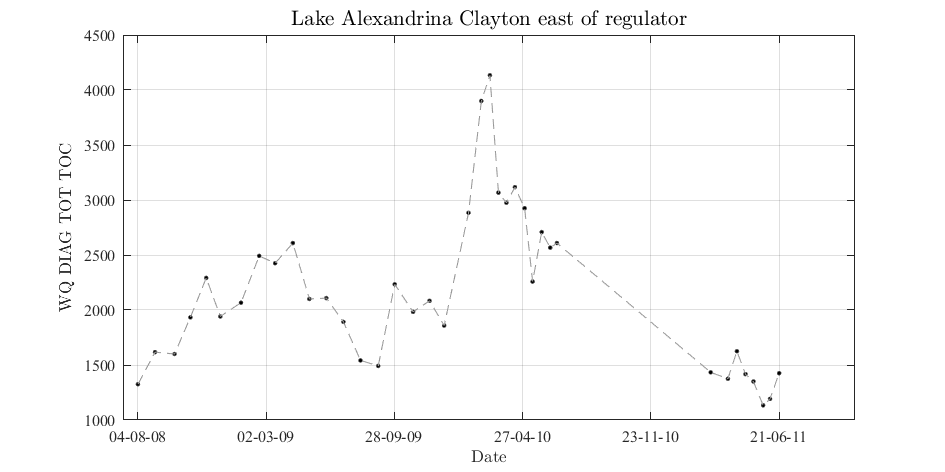 Lake Alexandrina Clayton east of regulator
4500
4000
3500
3000
2500
2000
1500
1000
WQ DIAG TOT TOC
04-08-08 02-03-09 28-09-09 27-04-10 23-11-10 21-06-11
Date